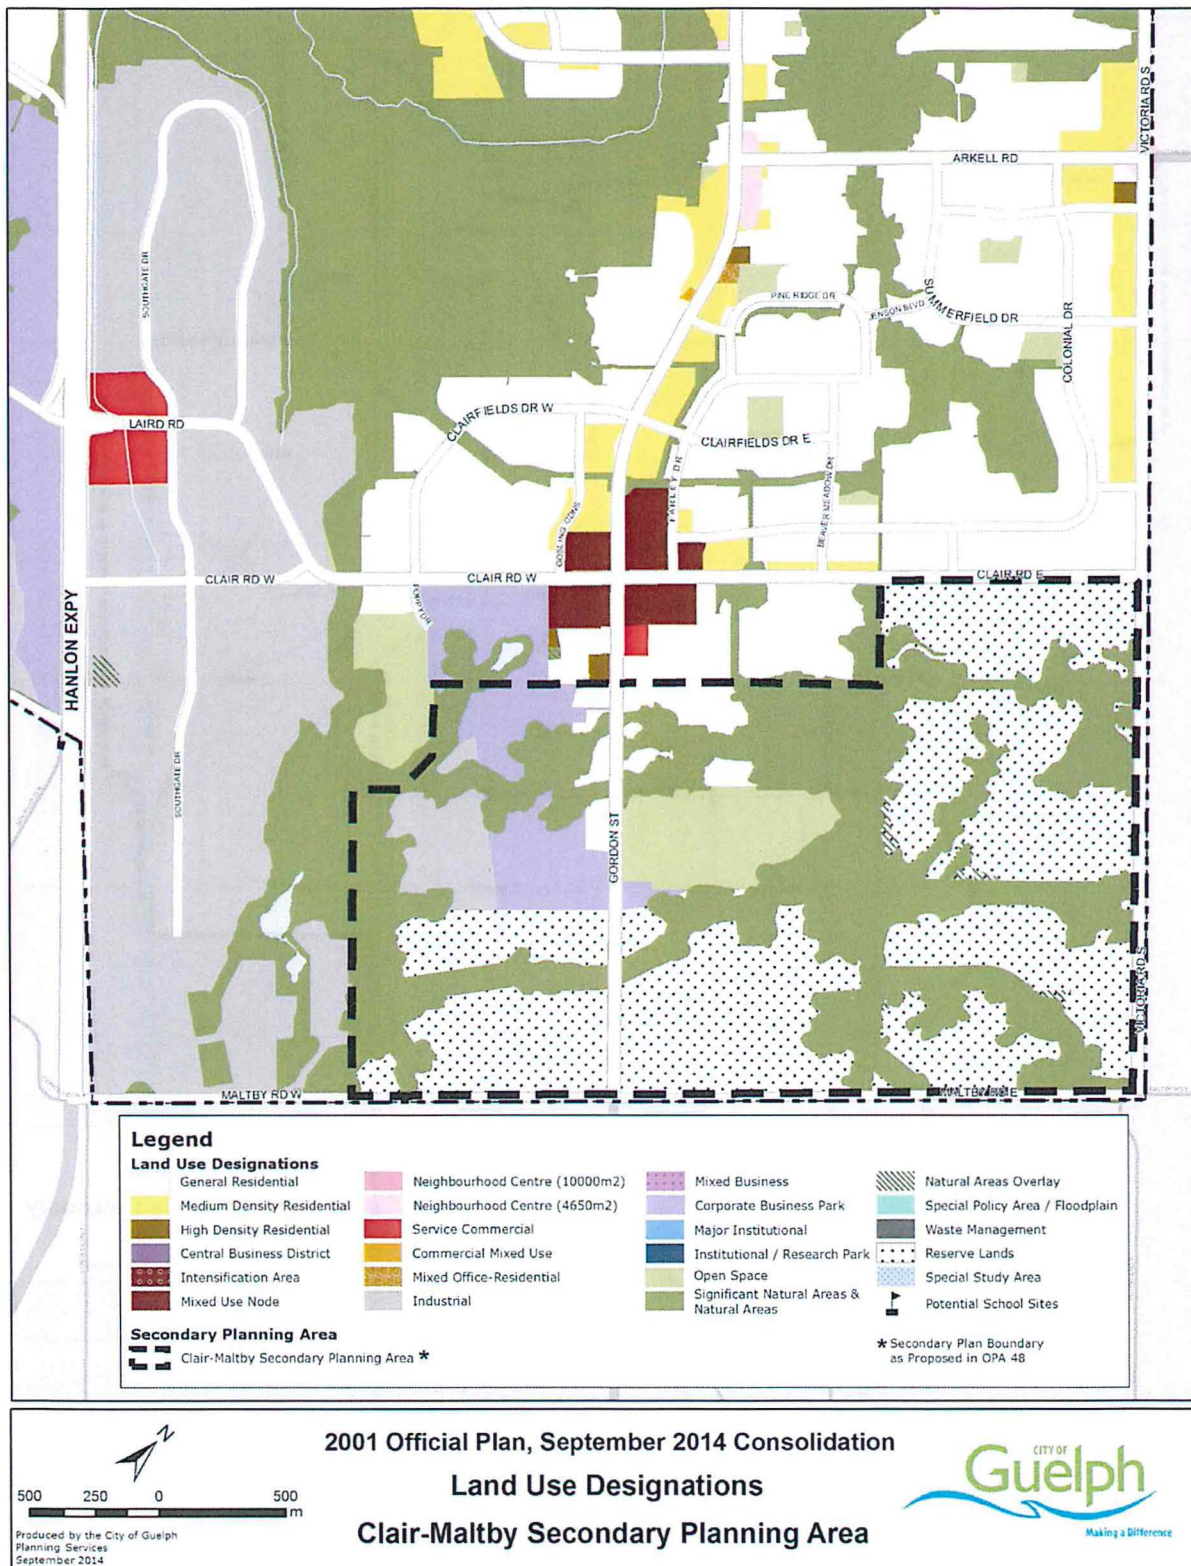 VICTORIA RD S
ARKELL RD
SOUTHGATE DR
PINE RIDGE DR
JENSON BLVD
SUMMERFIELD DR
COLONIAL DR
LAIRD RD
CLAIRFIELDS DR W
CLAIRFIELDS DR E
FARLEY DR
BEAVER MEADOW DR
GOSLING GDNS
CLAIR RD W
CLAIR RD W
CLAIR RD E
POPPY DR
HANLON EXPY
SOUTHGATE DR
GORDON ST
VICTORIA RD S
MALTBY RD W
MALTBY RD E
Legend
Land Use Designations
General Residential
Medium Density Residential
High Density Residential
Central Business District
Intensification Area
Mixed Use Node
Neighbourhood Centre (10000m2)
Neighbourhood Centre (4650m2)
Service Commercial
Commercial Mixed Use
Mixed Office-Residential
Industrial
Mixed Business
Corporate Business Park
Major Institutional
Institutional / Research Park
Open Space
Significant Natural Areas &
Natural Areas
Natural Areas Overlay
Special Policy Area / Floodplain
Waste Management
Reserve Lands
Special Study Area
Potential School Sites
Secondary Planning Area
Clair-Maltby Secondary Planning Area *
* Secondary Plan Boundary
as Proposed in OPA 48
N
500 250 0 500
m
Produced by the City of Guelph
Planning Services
September 2014
2001 Official Plan, September 2014 Consolidation
Land Use Designations
Clair-Maltby Secondary Planning Area
CITY OF
Guelph
Making a Difference